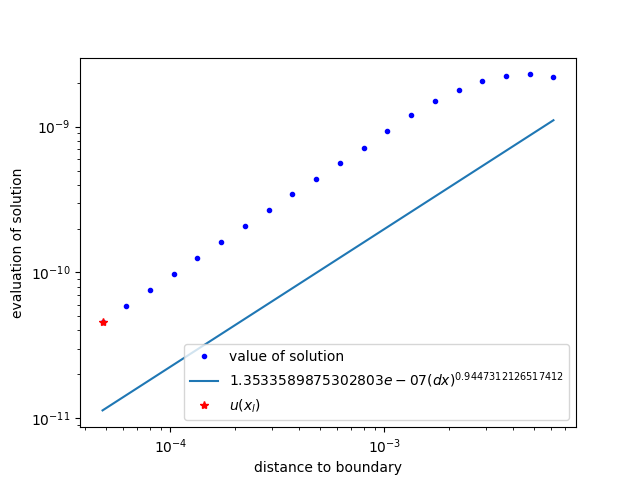 evaluation of solution
10⁻⁹
10⁻¹⁰
10⁻¹¹
value of solution
1.3533589875302803e − 07(dx)^0.9447312126517412
u(x_l)
10⁻⁴
10⁻³
distance to boundary